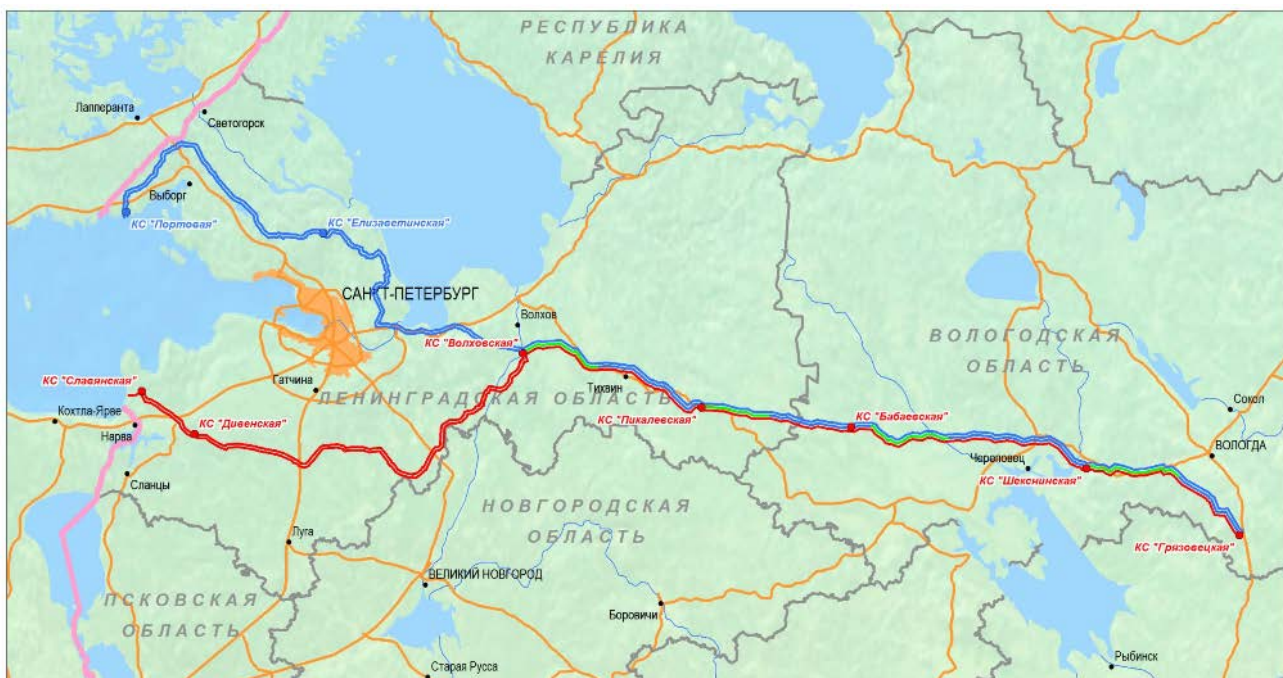 РЕСПУБЛИКА
КАРЕЛИЯ
Лапперанта
Светогорск
Выборг
КС "Портовая"
КС "Елизаветинская"
САНКТ-ПЕТЕРБУРГ
Волхов
КС "Волховская"
ВОЛОГОДСКАЯ
ОБЛАСТЬ
КС "Славянская"
Гатчина
ЛЕНИНГРАДСКАЯ ОБЛАСТЬ
Тихвин
КС "Пикалевская"
КС "Бабаевская"
Сокол
Кохтла-Ярве
Нарва
КС "Дивенская"
Череповец
ВОЛОГДА
Сланцы
КС "Шекснинская"
НОВГОРОДСКАЯ
ОБЛАСТЬ
Луга
КС "Грязовецкая"
ВЕЛИКИЙ НОВГОРОД
ПСКОВСКАЯ
ОБЛАСТЬ
Боровичи
Старая Русса
Рыбинск